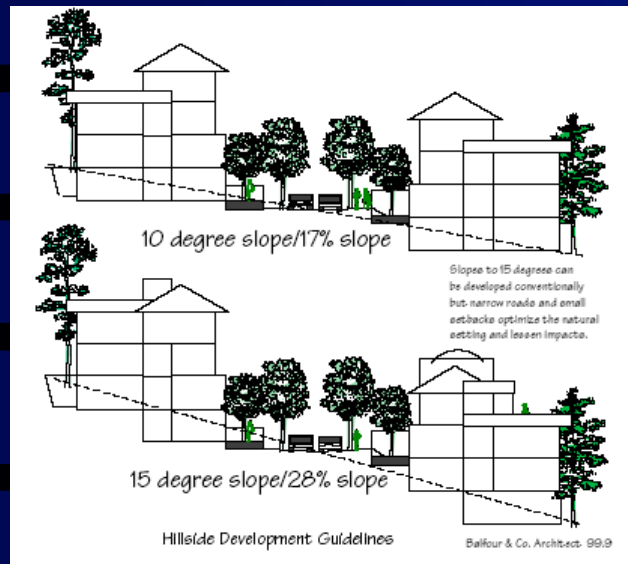 10 degree slope/17% slope
Slopes to 15 degrees can
be developed conventionally
but narrow roads and small
setbacks optimize the natural
setting and lessen impacts.
15 degree slope/28% slope
Hillside Development Guidelines
Balfour & Co. Architect 99.9